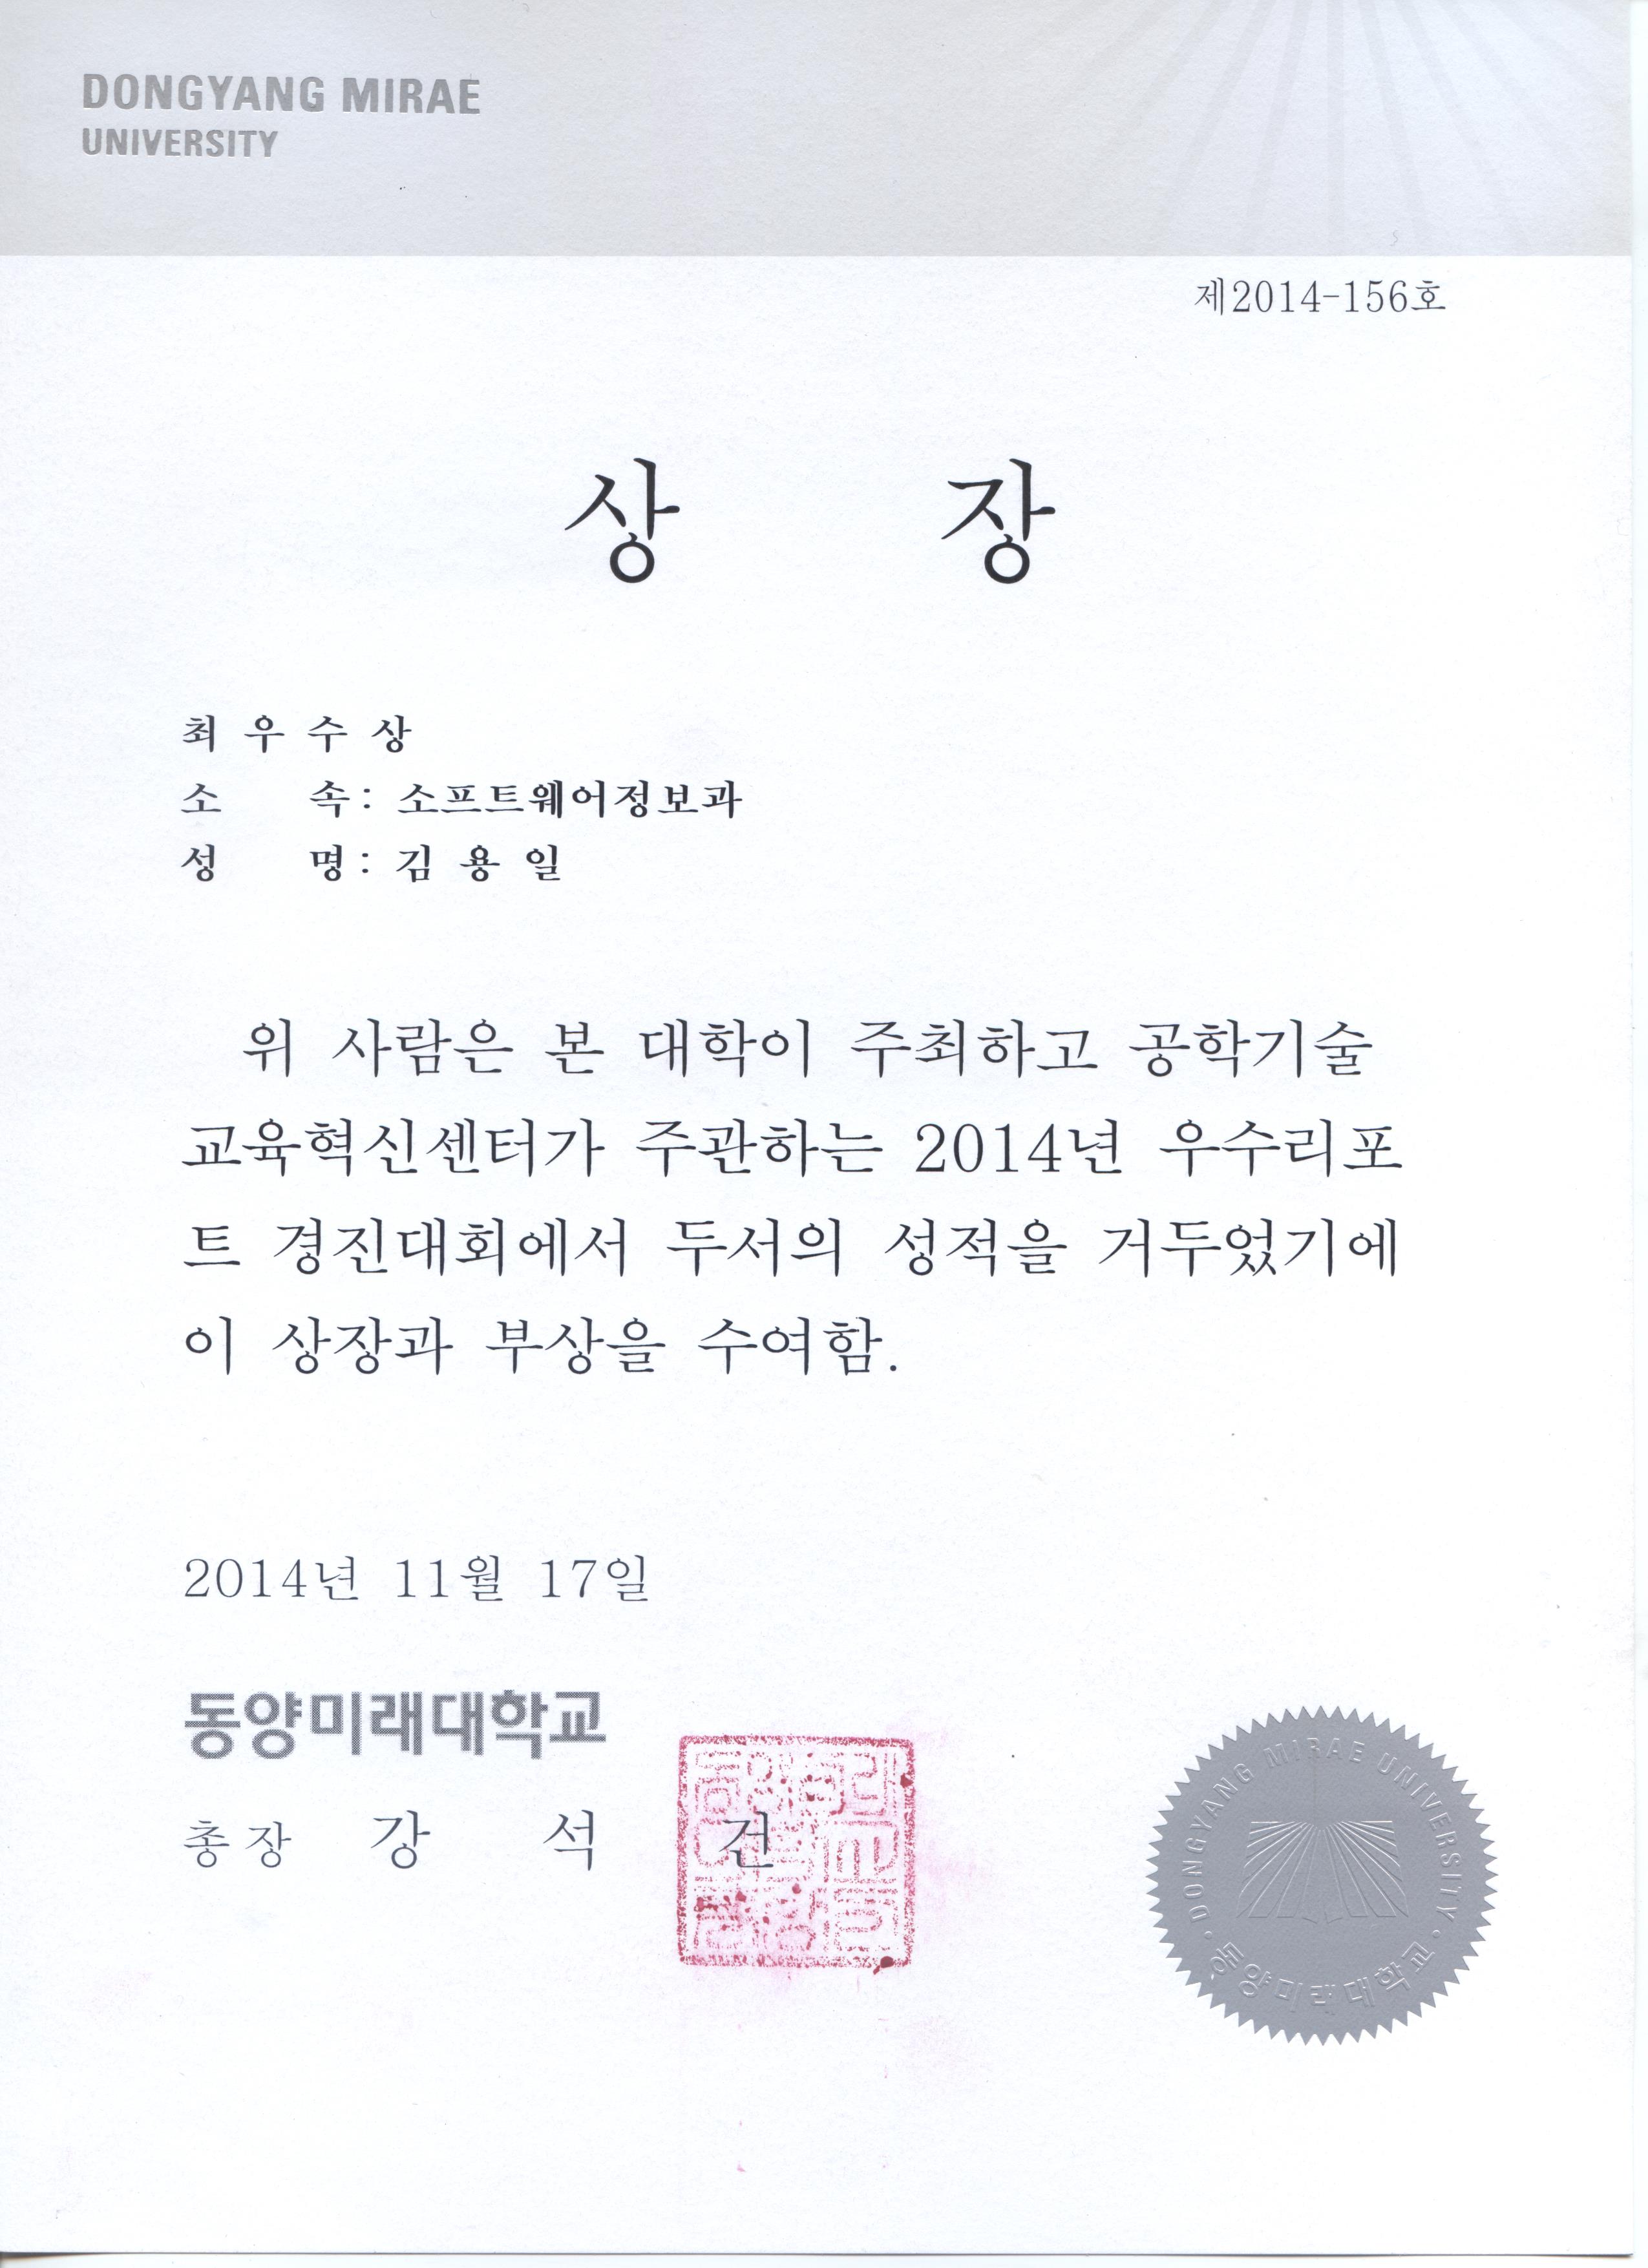 DONGYANG MIRAE
UNIVERSITY
제2014-156호
상 장
최 우 수 상
소 속: 소프트웨어정보과
성 명: 김 용 일
위 사람은 본 대학이 주최하고 공학기술
교육혁신센터가 주관하는 2014년 우수리포
트 경진대회에서 두서의 성적을 거두었기에
이 상장과 부상을 수여함.
2014년 11월 17일
동양미래대학교
총장 강 석 건
DONGYANG MIRAE UNIVERSITY
동양미래대학교